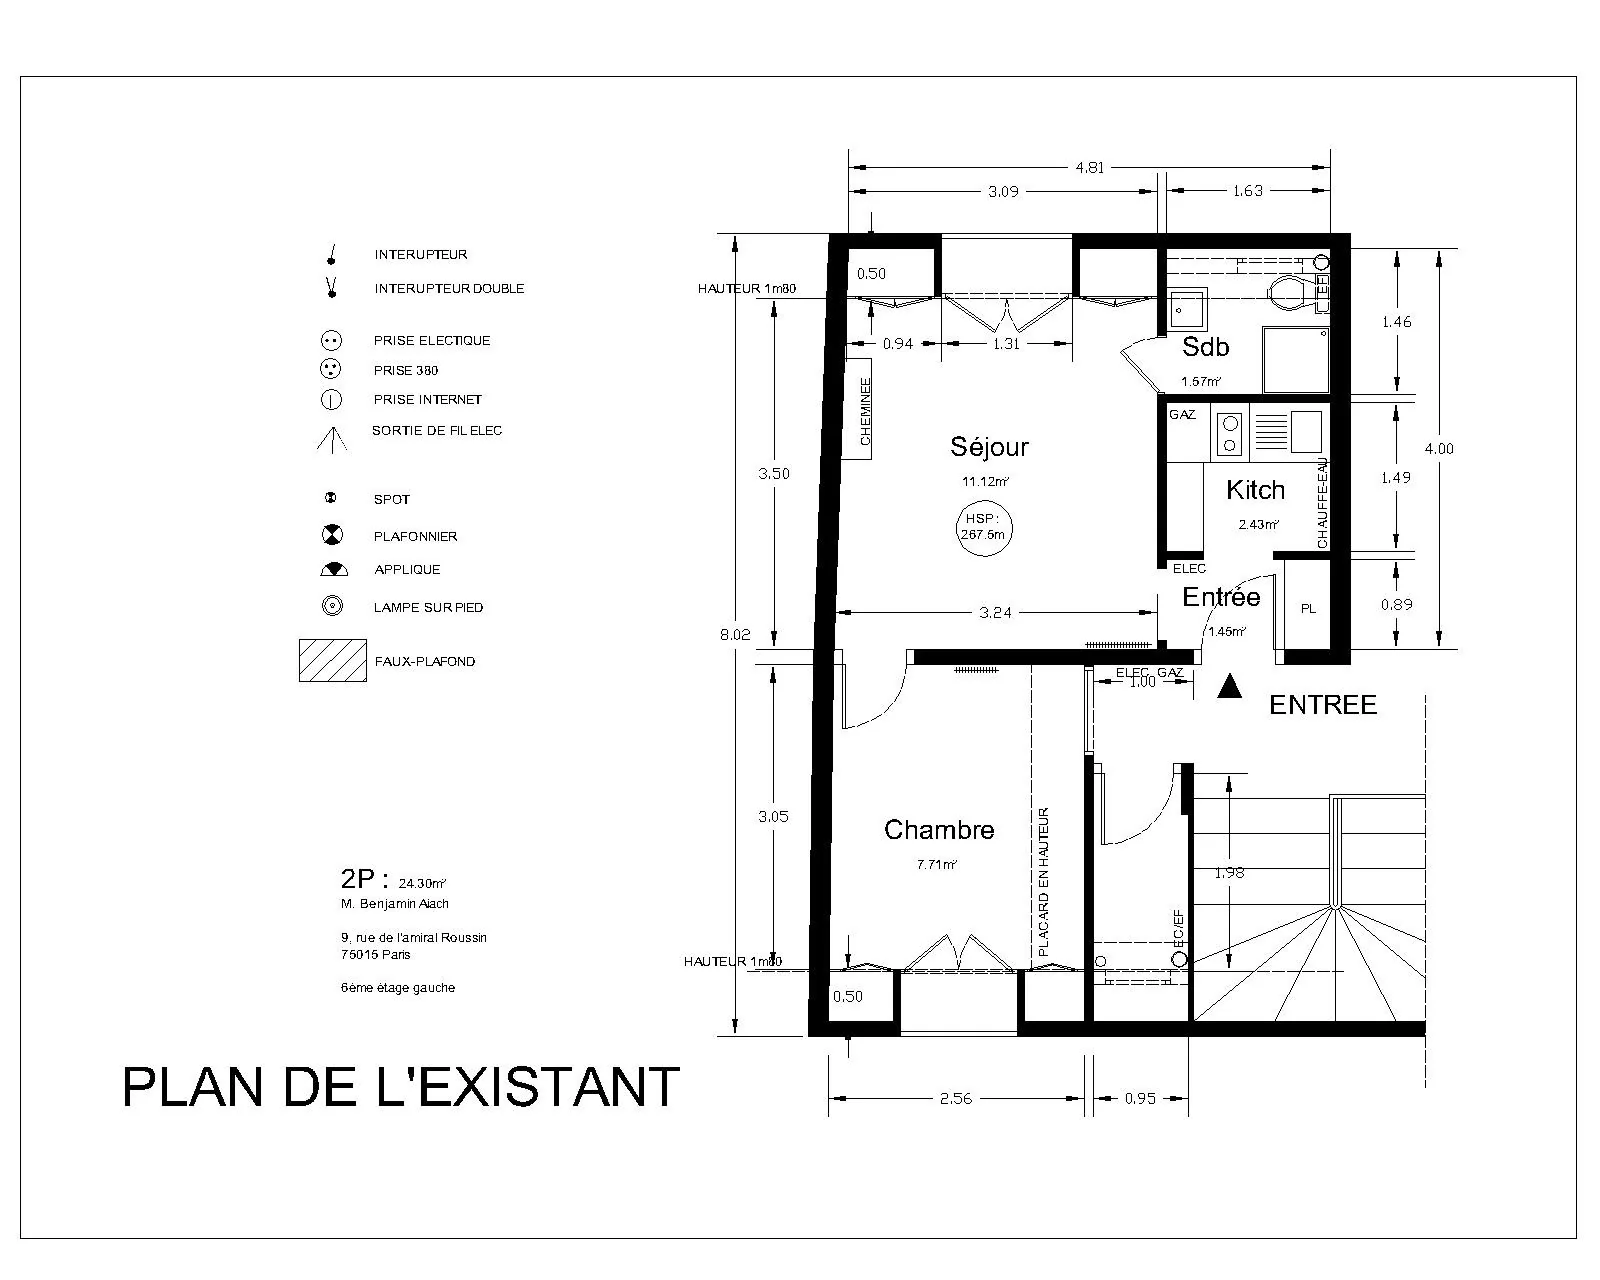 INTERUPTEUR
INTERUPTEUR DOUBLE
PRISE ELECTIQUE
PRISE 380
PRISE INTERNET
SORTIE DE FIL ELEC
SPOT
PLAFONNIER
APPLIQUE
LAMPE SUR PIED
FAUX-PLAFOND
2P : 24.30m²
M. Benjamin Aiach
9, rue de l'amiral Roussin
75015 Paris
6ème étage gauche
PLAN DE L'EXISTANT
4.81
3.09
1.63
0.50
HAUTEUR 1m80
EF
0.94
1.31
Sdb
1.57m²
1.46
CHEMINEE
GAZ
Séjour
11.12m²
HSP :
267.5m
Kitch
2.43m²
CHAUFFE-EAU
4.00
1.49
3.50
ELEC
Entrée
1.45m²
PL
0.89
3.24
8.02
ELEC GAZ
1.00
ENTREE
3.05
Chambre
7.71m²
PLACARD EN HAUTEUR
1.98
EC/EF
HAUTEUR 1m80
0.50
2.56
0.95